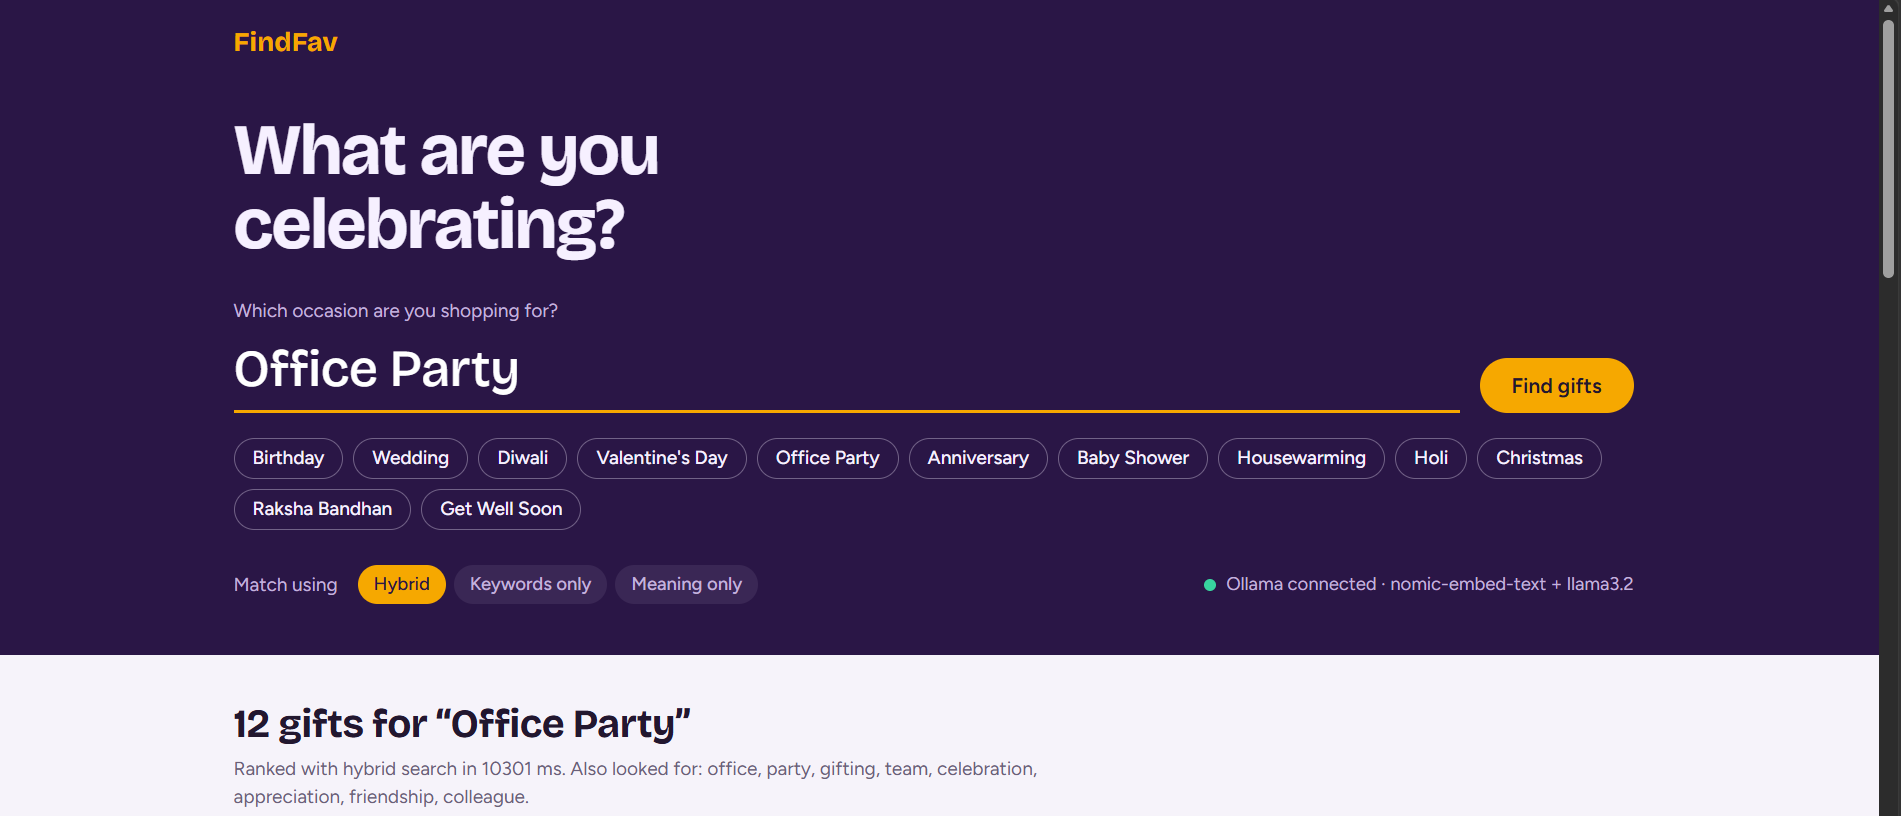 FindFav
What are you
celebrating?
Which occasion are you shopping for?
Office Party
Find gifts
Birthday
Wedding
Diwali
Valentine's Day
Office Party
Anniversary
Baby Shower
Housewarming
Holi
Christmas
Raksha Bandhan
Get Well Soon
Match using
Hybrid
Keywords only
Meaning only
Ollama connected · nomic-embed-text + llama3.2
12 gifts for “Office Party”
Ranked with hybrid search in 10301 ms. Also looked for: office, party, gifting, team, celebration,
appreciation, friendship, colleague.